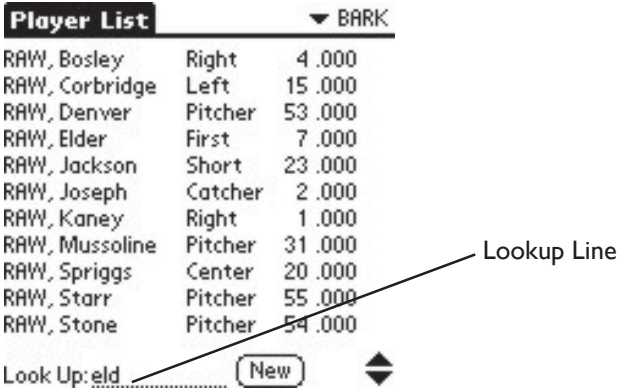 Player List ▼ BARK
RAW, Bosley Right 4 .000
RAW, Corbridge Left 15 .000
RAW, Denver Pitcher 53 .000
RAW, Elder First 7 .000
RAW, Jackson Short 23 .000
RAW, Joseph Catcher 2 .000
RAW, Kaney Right 1 .000
RAW, Mussoline Pitcher 31 .000
RAW, Spriggs Center 20 .000
RAW, Starr Pitcher 55 .000
RAW, Stone Pitcher 54 .000
Lookup Line
Look Up: eld New